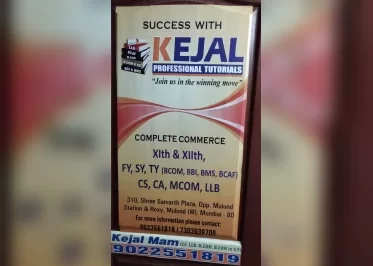 SUCCESS WITH
KEJAL
PROFESSIONAL TUTORIALS
"Join us in the winning move"
COMPLETE COMMERCE
XIth & XIIth,
FY, SY, TY (BCOM, BBI, BMS, BCAF)
CS, CA, MCOM, LLB
310, Shree Samarth Plaza, Opp. Mulund
Station & Roxy, Mulund (W), Mumbai - 80
For more information please contact:
9022551819 / 7303639708
Kejal Mam
9022551819